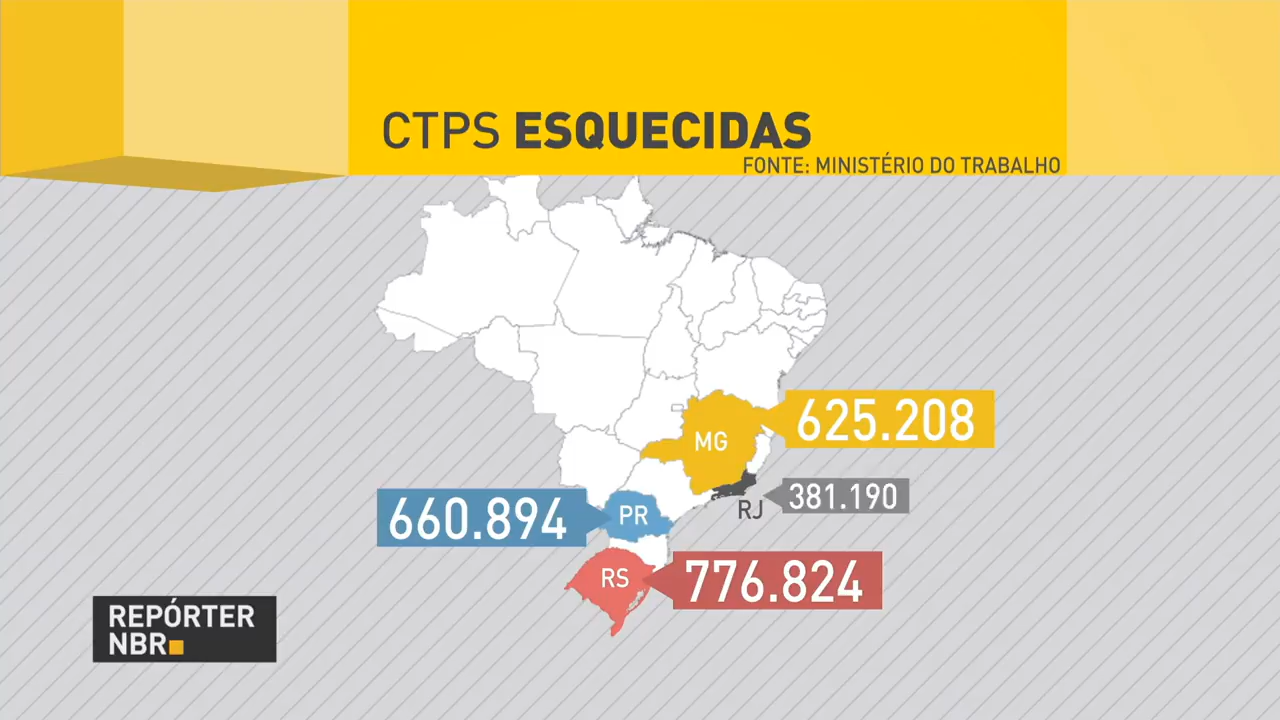 CTPS ESQUECIDAS
FONTE: MINISTÉRIO DO TRABALHO
MG
625.208
381.190
RJ
660.894
PR
RS
776.824
REPÓRTER
NBR